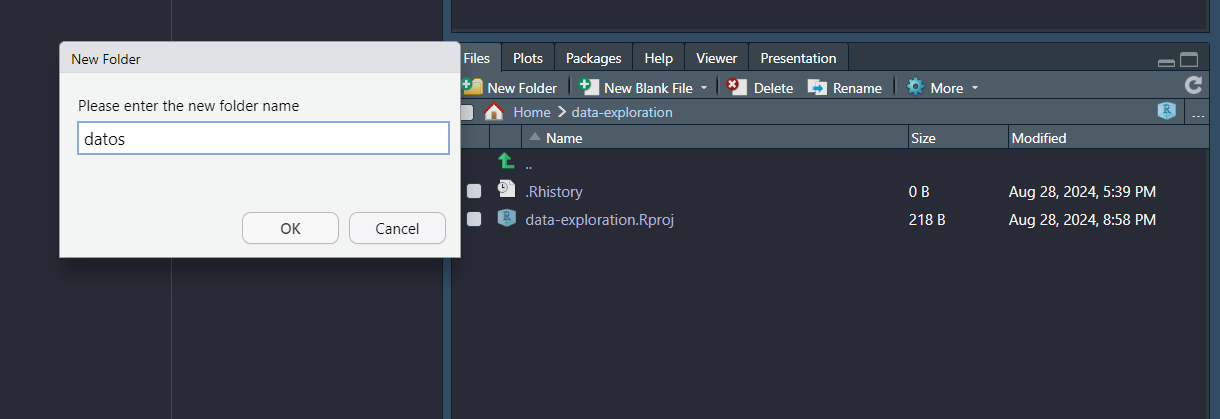 New Folder
Please enter the new folder name
datos
OK Cancel
Files Plots Packages Help Viewer Presentation
New Folder New Blank File Delete Rename More
Home data-exploration R ...
Name Size Modified
..
.Rhistory 0 B Aug 28, 2024, 5:39 PM
R data-exploration.Rproj 218 B Aug 28, 2024, 8:58 PM